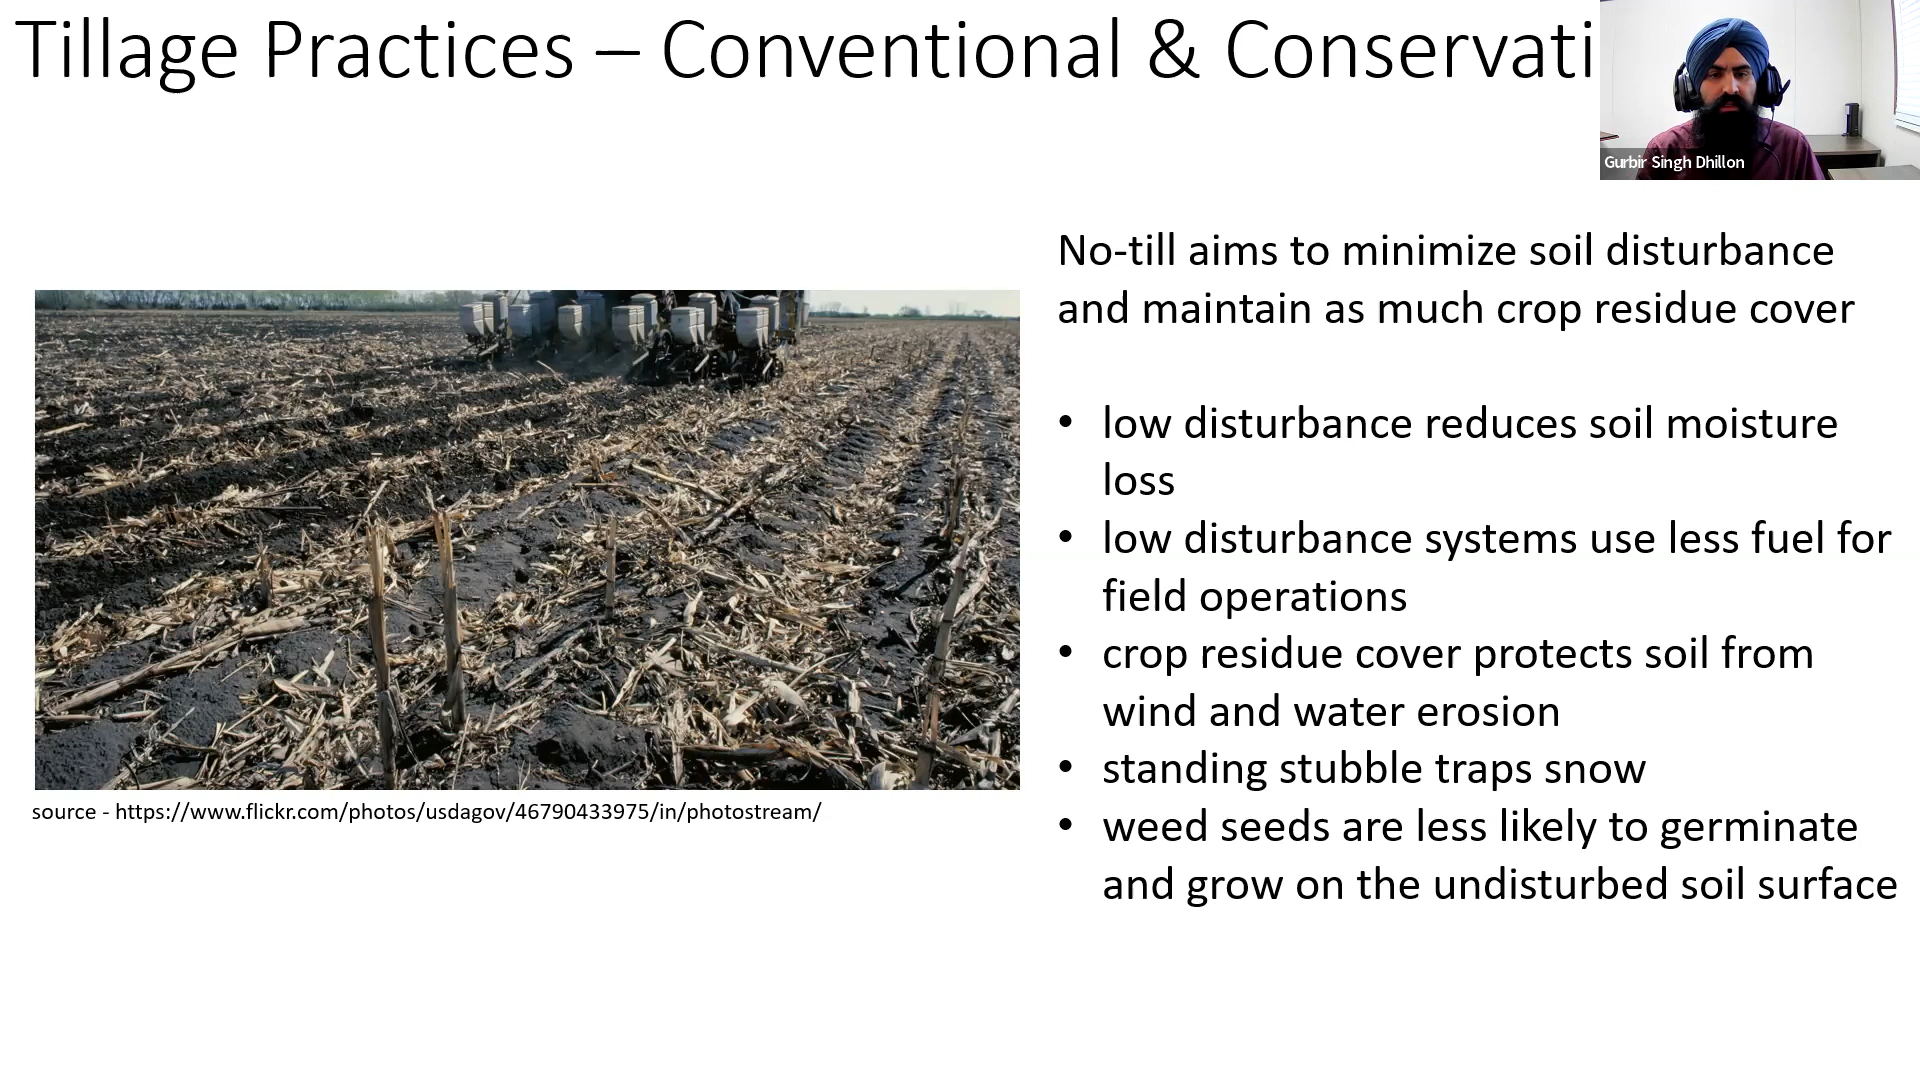 Tillage Practices – Conventional & Conservati
Gurbir Singh Dhillon
No-till aims to minimize soil disturbance
and maintain as much crop residue cover
• low disturbance reduces soil moisture
loss
• low disturbance systems use less fuel for
field operations
• crop residue cover protects soil from
wind and water erosion
• standing stubble traps snow
• weed seeds are less likely to germinate
and grow on the undisturbed soil surface
source - https://www.flickr.com/photos/usdagov/46790433975/in/photostream/